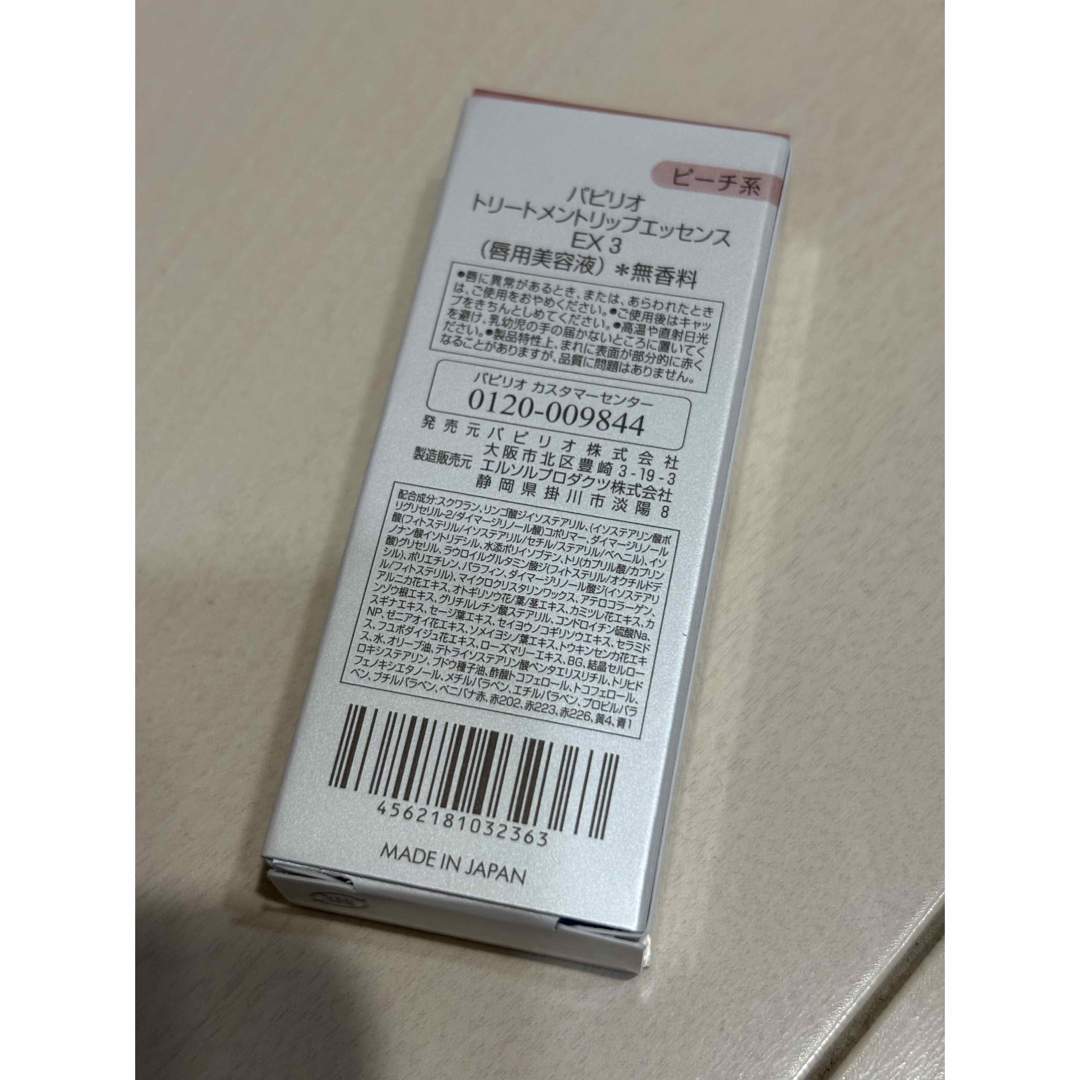 ピーチ系
パピリオ
トリートメントリップエッセンス
EX 3
(唇用美容液) *無香料
●唇に異常があるとき、または、あらわれたとき
は、ご使用をおやめください。●ご使用後はキャッ
プをきちんとしめてください。●高温や直射日光
を避け、乳幼児の手の届かないところに置いてく
ださい。●製品特性上、まれに表面が部分的に赤く
なることがありますが、品質に問題はありません。
パピリオ カスタマーセンター
0120-009844
発売元 パピリオ株式会社
大阪市北区豊崎3-19-3
製造販売元 エルソルプロダクツ株式会社
静岡県掛川市淡陽8
配合成分:スクワラン、リンゴ酸ジイソステアリル、(イソステアリン酸ポ
リグリセリル-2/ダイマージリノール酸)コポリマー、ダイマージリノール
酸(フィトステリル/イソステアリル/セチル/ステアリル/ベヘニル)、イソ
ノナン酸イソトリデシル、水添ポリイソブテン、トリ(カプリル酸/カプリン
酸)グリセリル、ラウロイルグルタミン酸ジ(フィトステリル/オクチルドデ
シル)、ポリエチレン、パラフィン、ダイマージリノール酸ジ(イソステアリ
ル/フィトステリル)、マイクロクリスタリンワックス、アテロコラーゲン、
アルニカ花エキス、オトギリソウ花/葉/茎エキス、カミツレ花エキス、カ
ンゾウ根エキス、グリチルレチン酸ステアリル、コンドロイチン硫酸Na、
スギナエキス、セージ葉エキス、セイヨウノコギリソウエキス、セラミド
NP、ゼニアオイ花エキス、ソメイヨシノ葉エキス、トウキンセンカ花エキ
ス、フユボダイジュ花エキス、ローズマリーエキス、BG、結晶セルロー
ス、水、オリーブ油、テトライソステアリン酸ペンタエリスリチル、トリヒド
ロキシステアリン、ブドウ種子油、酢酸トコフェロール、トコフェロール、
フェノキシエタノール、メチルパラベン、エチルパラベン、プロピルパラ
ベン、ブチルパラベン、ベニバナ赤、赤202、赤223、赤226、黄4、青1
4562181032363
MADE IN JAPAN